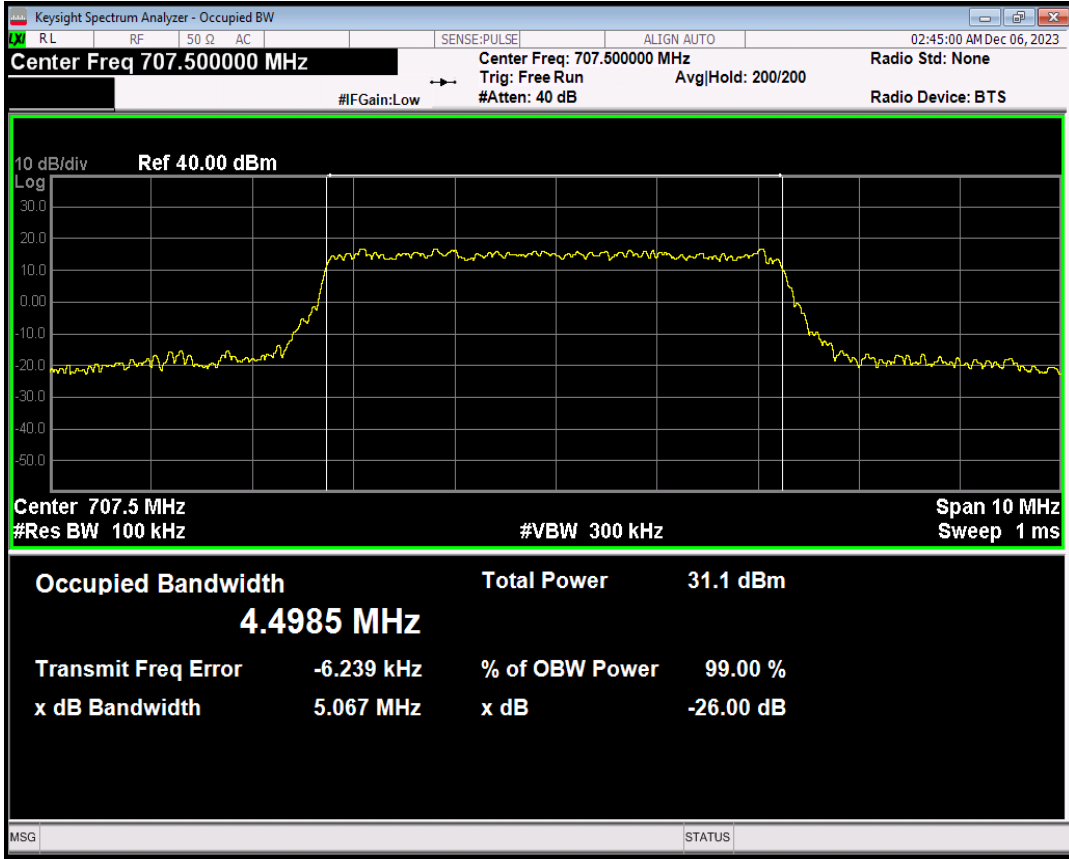 Keysight Spectrum Analyzer - Occupied BW
LXI RL RF 50 Ω AC SENSE:PULSE ALIGN AUTO 02:45:00 AM Dec 06, 2023
Center Freq 707.500000 MHz Center Freq: 707.500000 MHz Radio Std: None
Trig: Free Run Avg|Hold: 200/200
#IFGain:Low #Atten: 40 dB Radio Device: BTS
10 dB/div Ref 40.00 dBm
Log
30.0
20.0
10.0
0.00
-10.0
-20.0
-30.0
-40.0
-50.0
Center 707.5 MHz Span 10 MHz
#Res BW 100 kHz #VBW 300 kHz Sweep 1 ms
Occupied Bandwidth Total Power 31.1 dBm
4.4985 MHz
Transmit Freq Error -6.239 kHz % of OBW Power 99.00 %
x dB Bandwidth 5.067 MHz x dB -26.00 dB
MSG STATUS